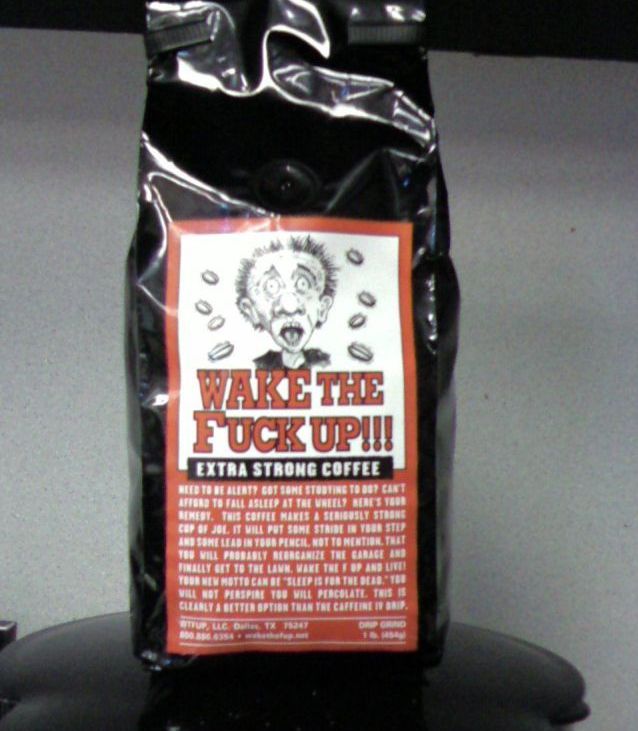 WAKE THE
FUCK UP!!!
EXTRA STRONG COFFEE
NEED TO BE ALERT? GOT SOME STUDYING TO DO? CAN'T
AFFORD TO FALL ASLEEP AT THE WHEEL? HERE'S YOUR
REMEDY. THIS COFFEE MAKES A SERIOUSLY STRONG
CUP OF JOE. IT WILL PUT SOME STRIDE IN YOUR STEP
AND SOME LEAD IN YOUR PENCIL. NOT TO MENTION, THAT
YOU WILL PROBABLY REORGANIZE THE GARAGE AND
FINALLY GET TO THE LAWN. WAKE THE F UP AND LIVE!
YOUR NEW MOTTO CAN BE "SLEEP IS FOR THE DEAD." YOU
WILL NOT PERSPIRE YOU WILL PERCOLATE. THIS IS
CLEARLY A BETTER OPTION THAN THE CAFFEINE IV DRIP.
WTFUP, LLC. Dallas, TX 75247 DRIP GRIND
800.880.6354 • wakethefup.net 1 lb. (454g)